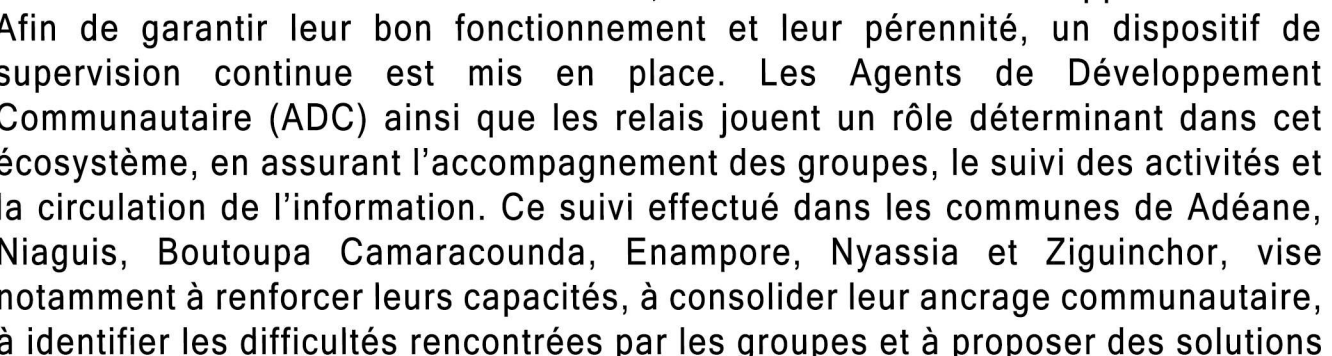 Afin de garantir leur bon fonctionnement et leur pérennité, un dispositif de
supervision continue est mis en place. Les Agents de Développement
Communautaire (ADC) ainsi que les relais jouent un rôle déterminant dans cet
écosystème, en assurant l'accompagnement des groupes, le suivi des activités et
la circulation de l'information. Ce suivi effectué dans les communes de Adéane,
Niaguis, Boutoupa Camaracounda, Enampore, Nyassia et Ziguinchor, vise
notamment à renforcer leurs capacités, à consolider leur ancrage communautaire,
à identifier les difficultés rencontrées par les groupes et à proposer des solutions